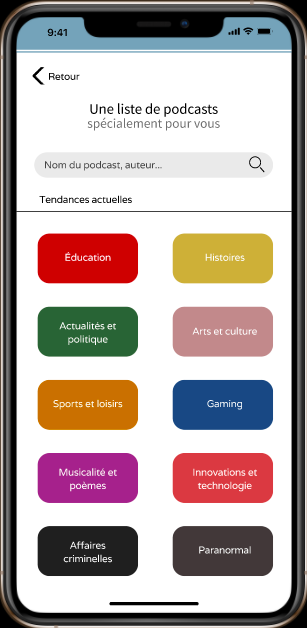 9:41
Retour
Une liste de podcasts
spécialement pour vous
Nom du podcast, auteur...
Tendances actuelles
Éducation
Histoires
Actualités et
politique
Arts et culture
Sports et loisirs
Gaming
Musicalité et
poèmes
Innovations et
technologie
Affaires
criminelles
Paranormal